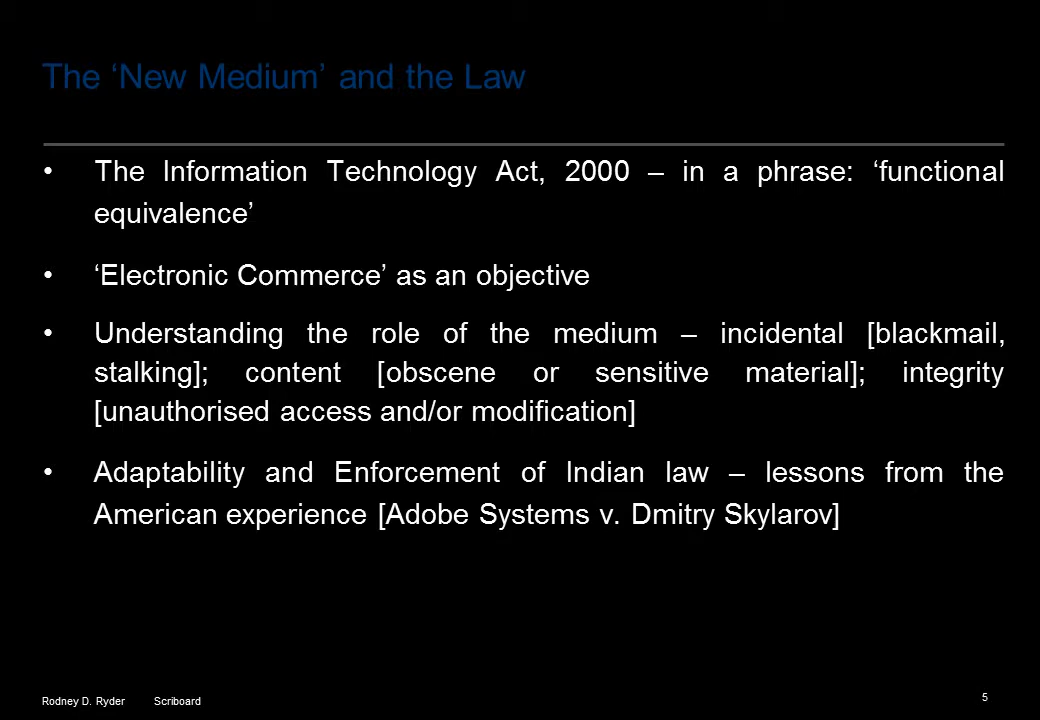 The ‘New Medium’ and the Law
• The Information Technology Act, 2000 – in a phrase: ‘functional
equivalence’
• ‘Electronic Commerce’ as an objective
• Understanding the role of the medium – incidental [blackmail,
stalking]; content [obscene or sensitive material]; integrity
[unauthorised access and/or modification]
• Adaptability and Enforcement of Indian law – lessons from the
American experience [Adobe Systems v. Dmitry Skylarov]
Rodney D. Ryder Scriboard
5